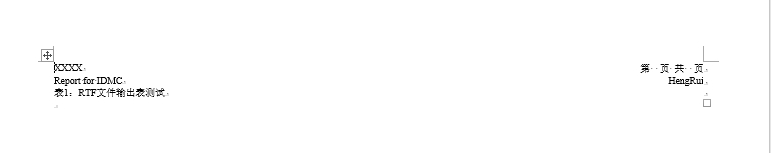 XXXX 第 页 共 页
Report for IDMC HengRui
表1：RTF文件输出表测试